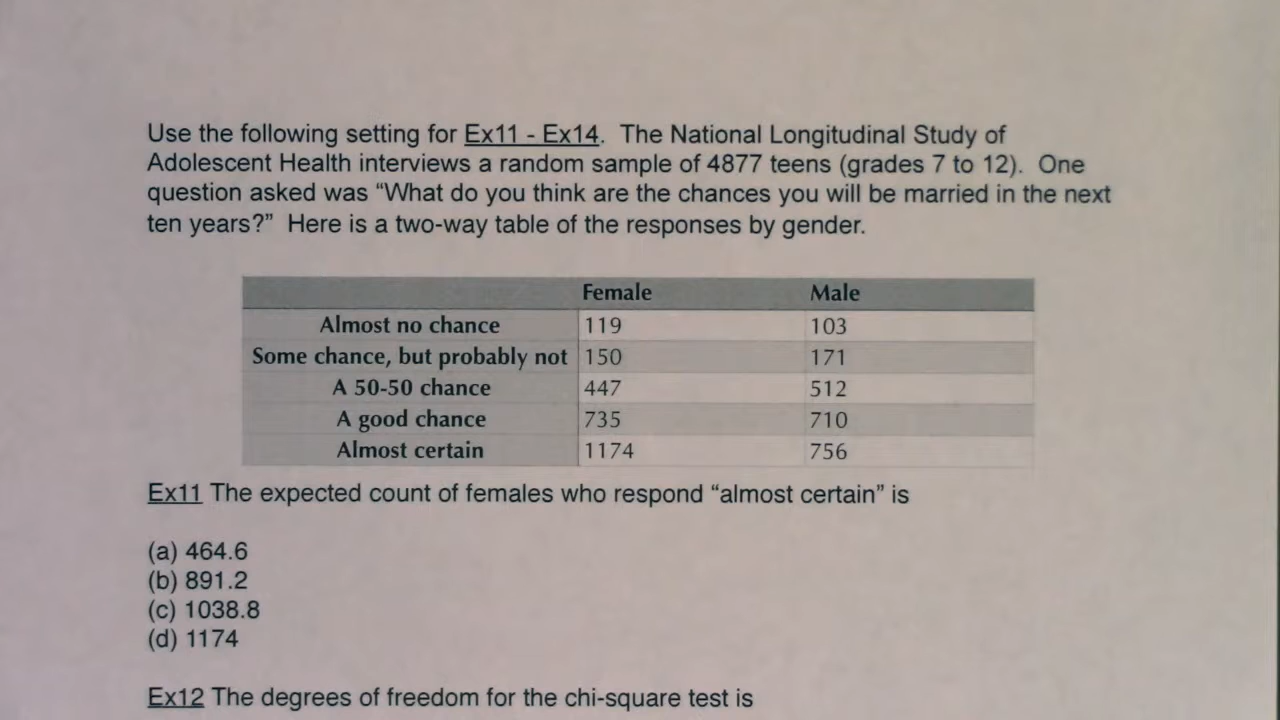 Use the following setting for Ex11 - Ex14. The National Longitudinal Study of
Adolescent Health interviews a random sample of 4877 teens (grades 7 to 12). One
question asked was “What do you think are the chances you will be married in the next
ten years?” Here is a two-way table of the responses by gender.
Female Male
Almost no chance 119 103
Some chance, but probably not 150 171
A 50-50 chance 447 512
A good chance 735 710
Almost certain 1174 756
Ex11 The expected count of females who respond “almost certain” is
(a) 464.6
(b) 891.2
(c) 1038.8
(d) 1174
Ex12 The degrees of freedom for the chi-square test is